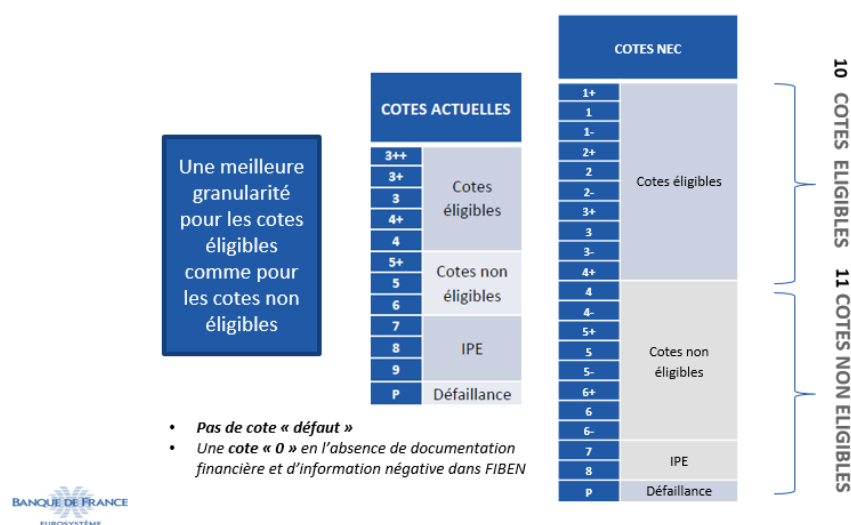 Une meilleure
granularité
pour les cotes
éligibles
comme pour
les cotes non
éligibles
COTES ACTUELLES
3++
3+
3
4+
4
Cotes
éligibles
5+
5
6
Cotes non
éligibles
7
8
9
IPE
P
Défaillance
COTES NEC
1+
1
1-
2+
2
2-
3+
3
3-
4+
Cotes éligibles
4
4-
5+
5
5-
6+
6
6-
Cotes non
éligibles
7
8
IPE
P
Défaillance
10 COTES ELIGIBLES
11 COTES NON ELIGIBLES
• Pas de cote « défaut »
• Une cote « 0 » en l’absence de documentation
financière et d’information négative dans FIBEN
BANQUE DE FRANCE
EUROSYSTÈME